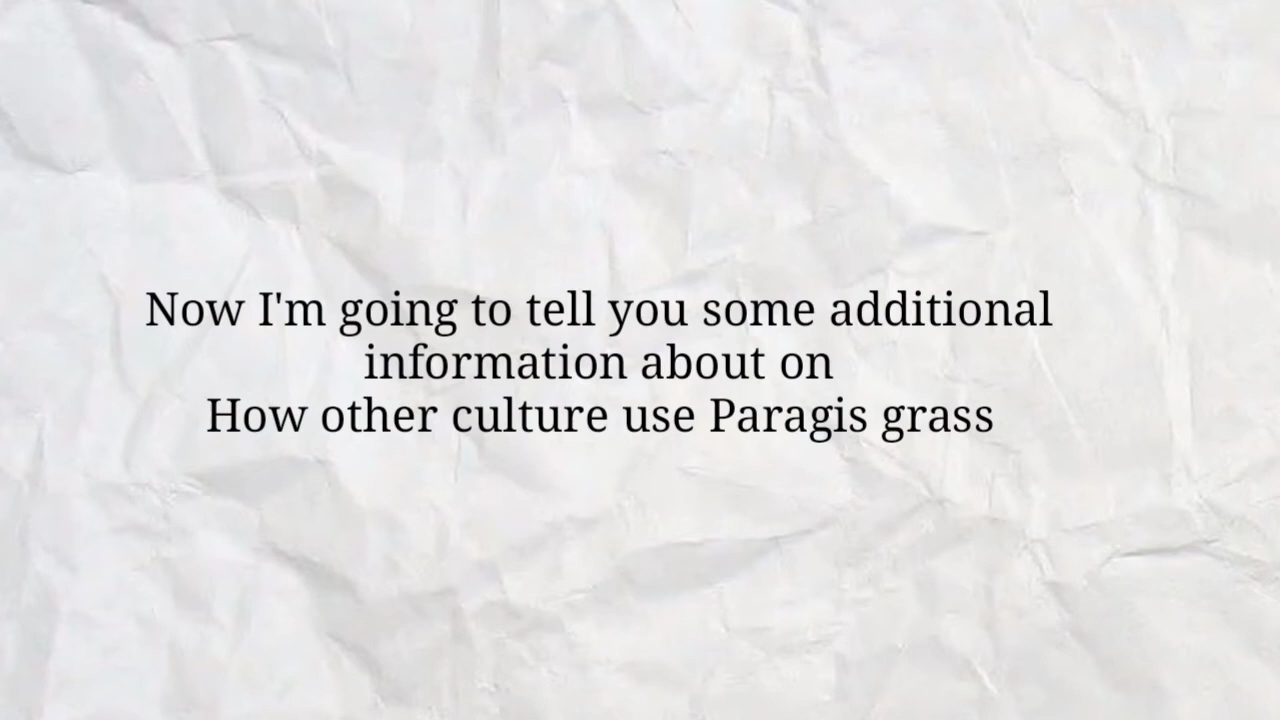 Now I'm going to tell you some additional
information about on
How other culture use Paragis grass